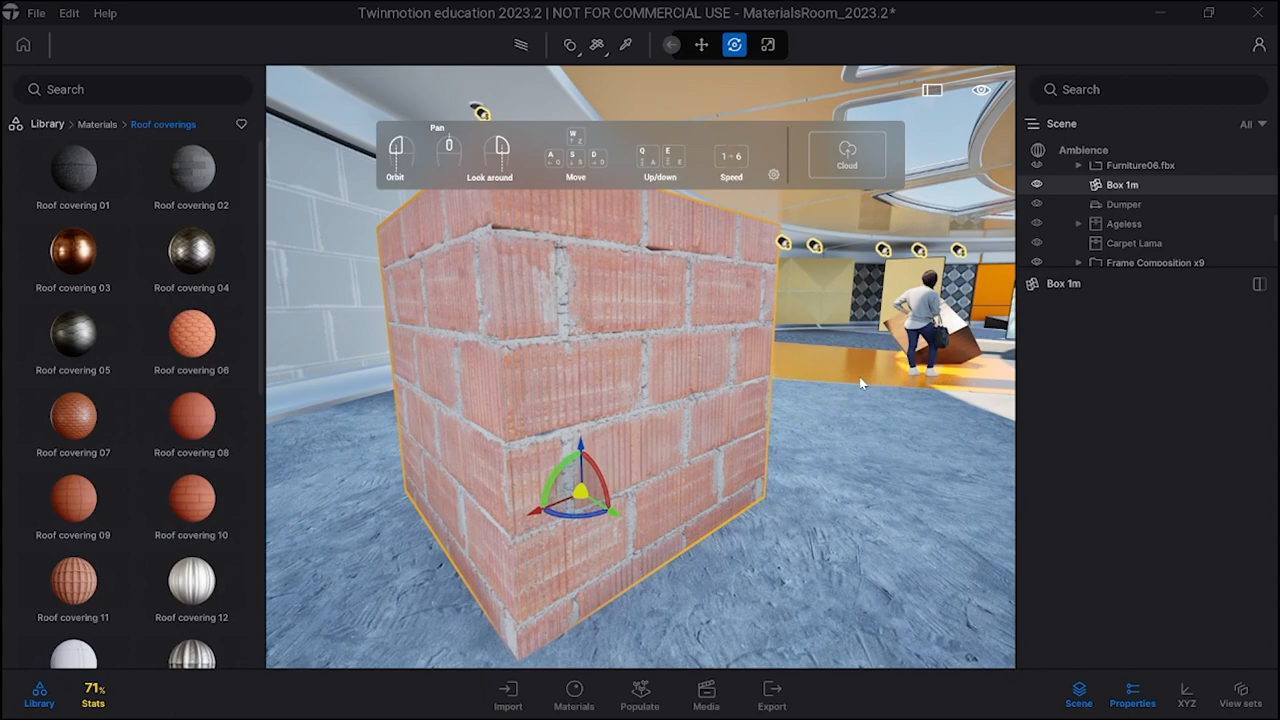 File Edit Help
Twinmotion education 2023.2 | NOT FOR COMMERCIAL USE - MaterialsRoom_2023.2*
Search
Library > Materials > Roof coverings
Roof covering 01
Roof covering 02
Roof covering 03
Roof covering 04
Roof covering 05
Roof covering 06
Roof covering 07
Roof covering 08
Roof covering 09
Roof covering 10
Roof covering 11
Roof covering 12
Pan
Orbit
Look around
W
Z
A S D
Move
Q E
A E
Up/down
1 - 6
Speed
Cloud
Search
Scene
All
Ambience
Furniture06.fbx
Box 1m
Dumper
Ageless
Carpet Lama
Frame Composition x9
Box 1m
Library
71%
Stats
Import
Materials
Populate
Media
Export
Scene
Properties
XYZ
View sets